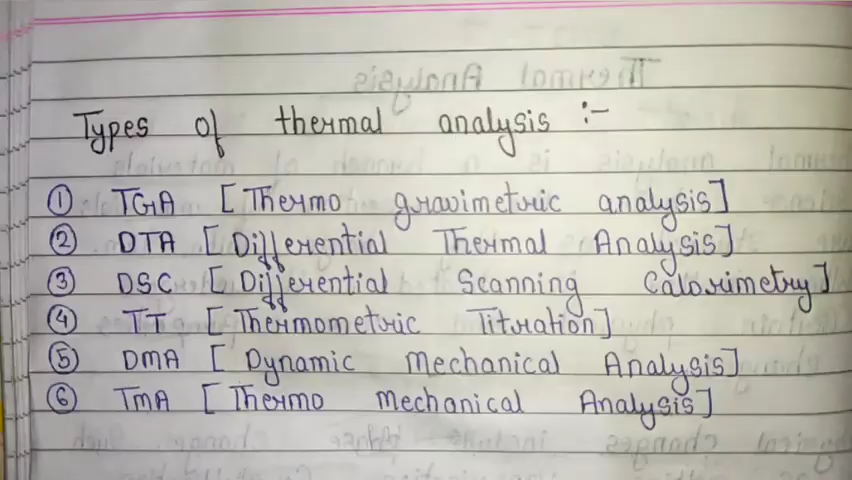 Types of thermal analysis :-
① TGA [Thermo gravimetric analysis]
② DTA [Differential Thermal Analysis]
③ DSC [Differential Scanning Calorimetry]
④ TT [Thermometric Titration]
⑤ DMA [Dynamic Mechanical Analysis]
⑥ TMA [Thermo Mechanical Analysis]